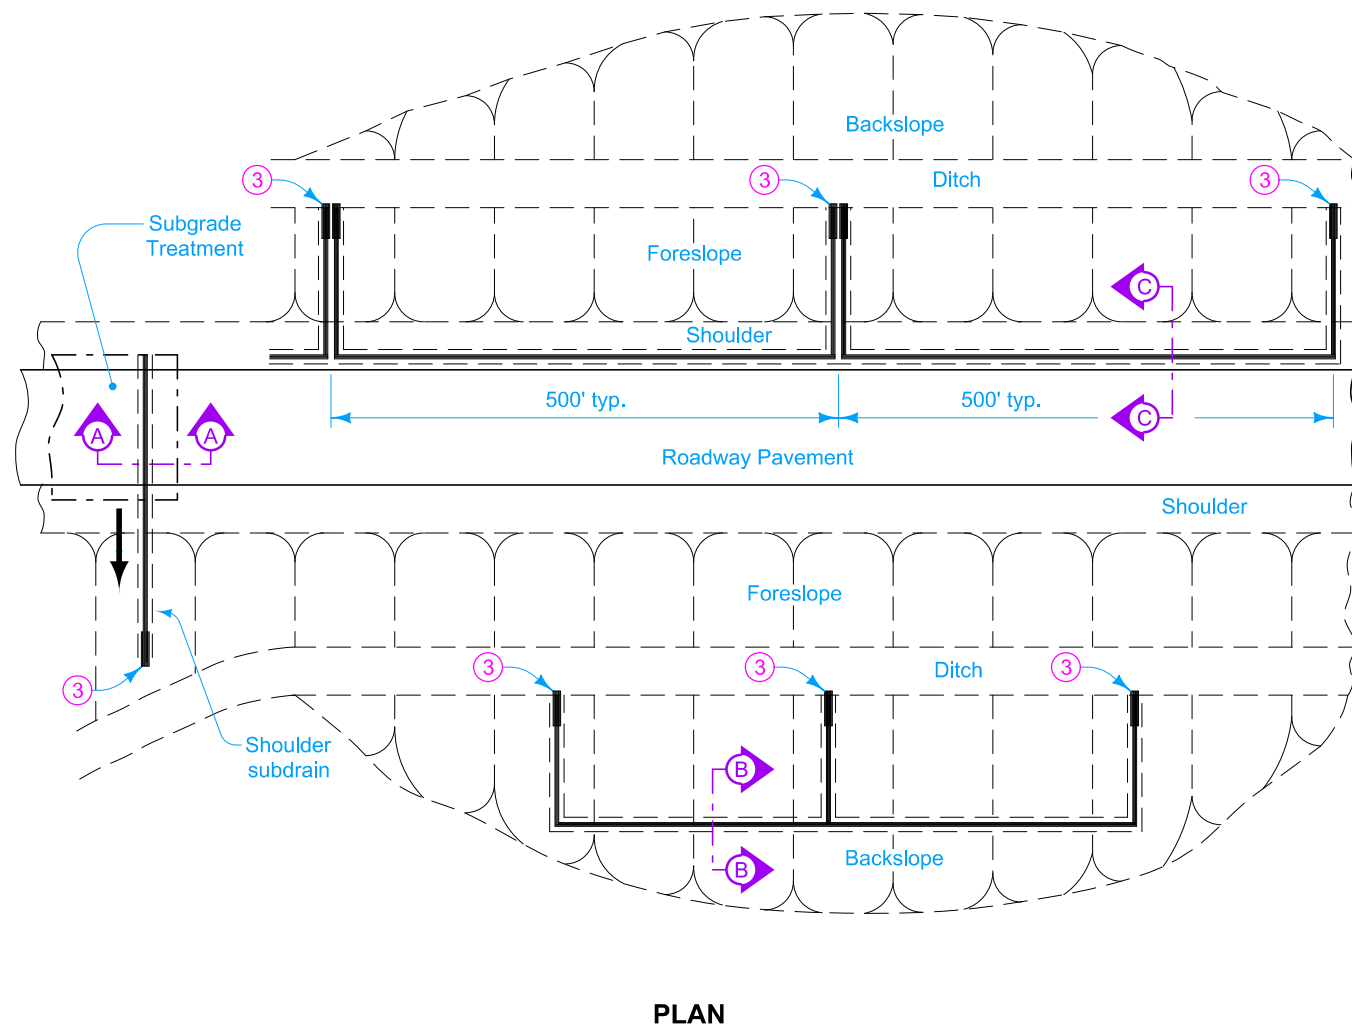 Backslope
3
3
Ditch
3
Subgrade
Treatment
Foreslope
C
Shoulder
500' typ.
500' typ.
C
A
A
Roadway Pavement
Shoulder
Foreslope
3
3
3
Ditch
3
Shoulder
subdrain
B
Backslope
B
PLAN